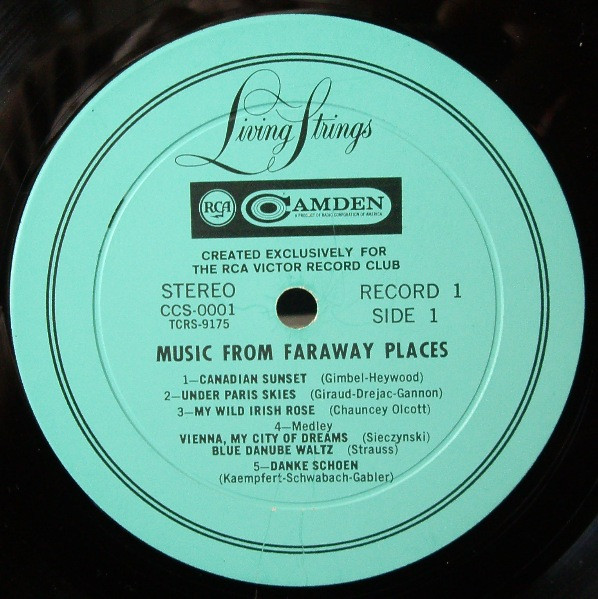 Living Strings
RCA CAMDEN
A PRODUCT OF RADIO CORPORATION OF AMERICA
CREATED EXCLUSIVELY FOR
THE RCA VICTOR RECORD CLUB
STEREO
CCS-0001
TCRS-9175
RECORD 1
SIDE 1
MUSIC FROM FARAWAY PLACES
1—CANADIAN SUNSET (Gimbel-Heywood)
2—UNDER PARIS SKIES (Giraud-Drejac-Gannon)
3—MY WILD IRISH ROSE (Chauncey Olcott)
4—Medley
VIENNA, MY CITY OF DREAMS (Sieczynski)
BLUE DANUBE WALTZ (Strauss)
5—DANKE SCHOEN
(Kaempfert-Schwabach-Gabler)